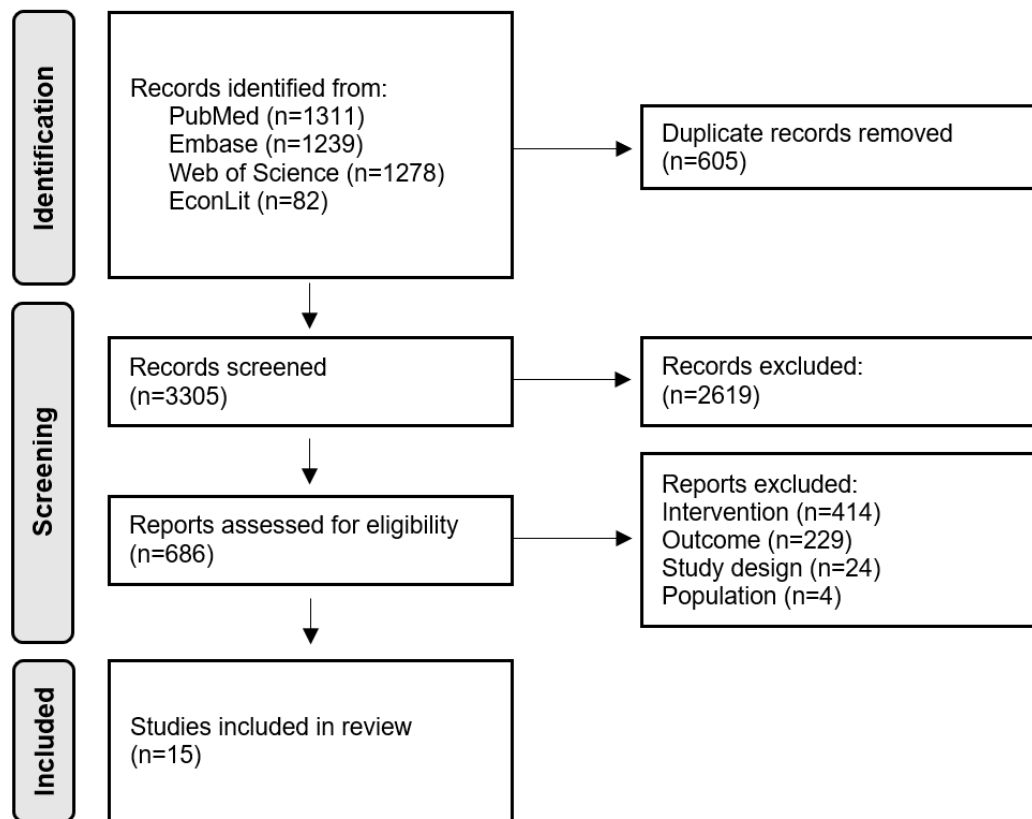 Identification
Records identified from:
PubMed (n=1311)
Embase (n=1239)
Web of Science (n=1278)
EconLit (n=82)
Duplicate records removed
(n=605)
Screening
Records screened
(n=3305)
Records excluded:
(n=2619)
Reports assessed for eligibility
(n=686)
Reports excluded:
Intervention (n=414)
Outcome (n=229)
Study design (n=24)
Population (n=4)
Included
Studies included in review
(n=15)